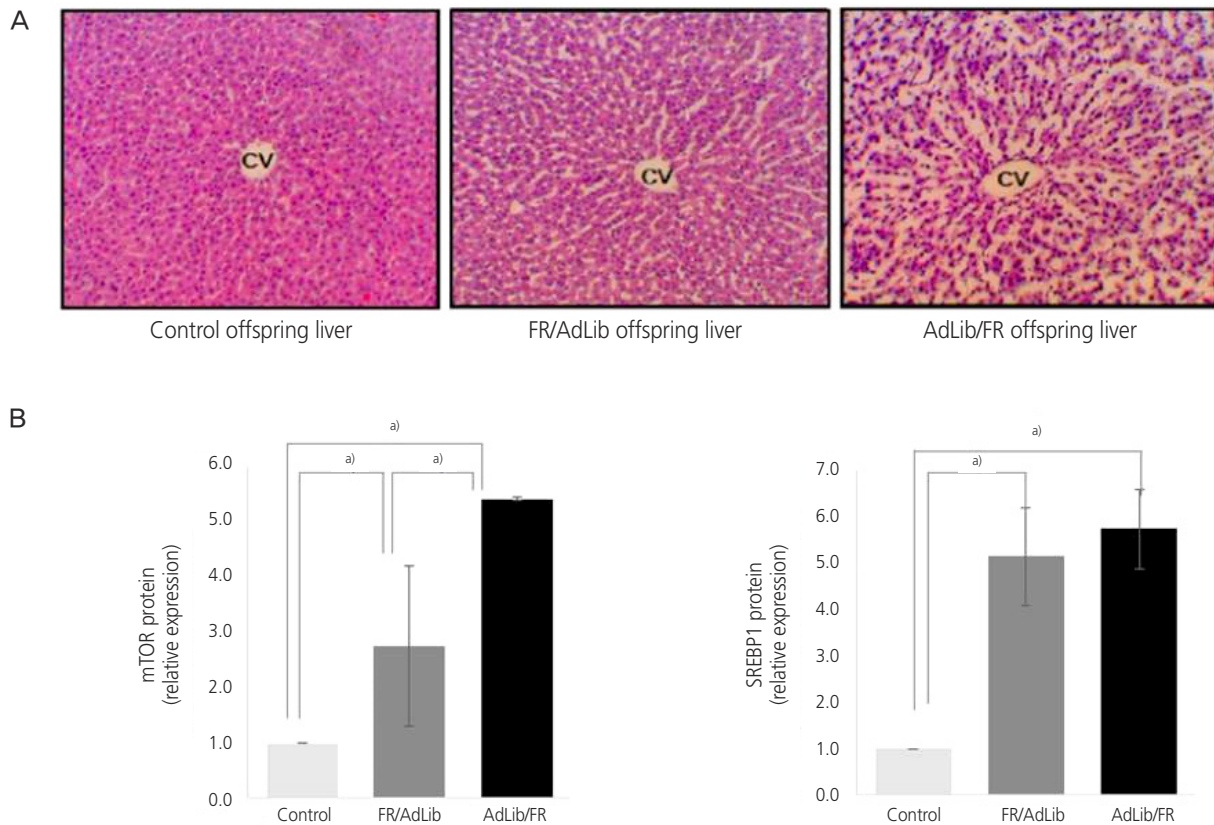 A
CV
CV
CV
Control offspring liver
FR/AdLib offspring liver
AdLib/FR offspring liver
B
a)
a)
a)
6.0
5.0
4.0
3.0
2.0
1.0
0.0
mTOR protein
(relative expression)
Control
FR/AdLib
AdLib/FR
a)
a)
7.0
6.0
5.0
4.0
3.0
2.0
1.0
0.0
SREBP1 protein
(relative expression)
Control
FR/AdLib
AdLib/FR